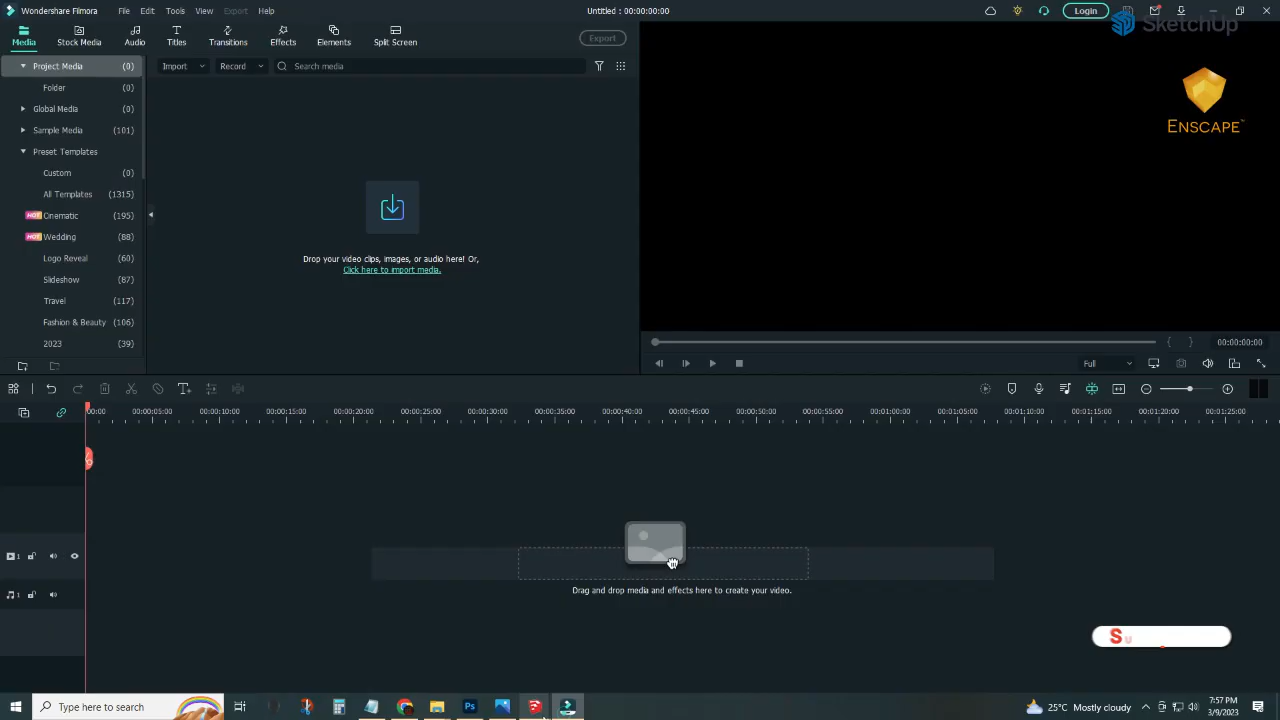 Wondershare Filmora
File
Edit
Tools
View
Export
Help
Untitled : 00:00:00:00
Login
SketchUp
Media
Stock Media
Audio
Titles
Transitions
Effects
Elements
Split Screen
Export
Project Media (0)
Import
Record
Search media
Folder (0)
Global Media (0)
Sample Media (101)
Preset Templates
Custom (0)
All Templates (1315)
HOT Cinematic (195)
HOT Wedding (88)
Logo Reveal (60)
Slideshow (87)
Travel (117)
Fashion & Beauty (106)
2023 (39)
Drop your video clips, images, or audio here! Or,
Click here to import media.
ENSCAPE™
{ }
00:00:00:00
Full
00:00 00:00:05:00 00:00:10:00 00:00:15:00 00:00:20:00 00:00:25:00 00:00:30:00 00:00:35:00 00:00:40:00 00:00:45:00 00:00:50:00 00:00:55:00 00:01:00:00 00:01:05:00 00:01:10:00 00:01:15:00 00:01:20:00 00:01:25:00
1
Drag and drop media and effects here to create your video.
1
SU
Type here to search
Ps
25°C Mostly cloudy
7:57 PM
3/9/2023